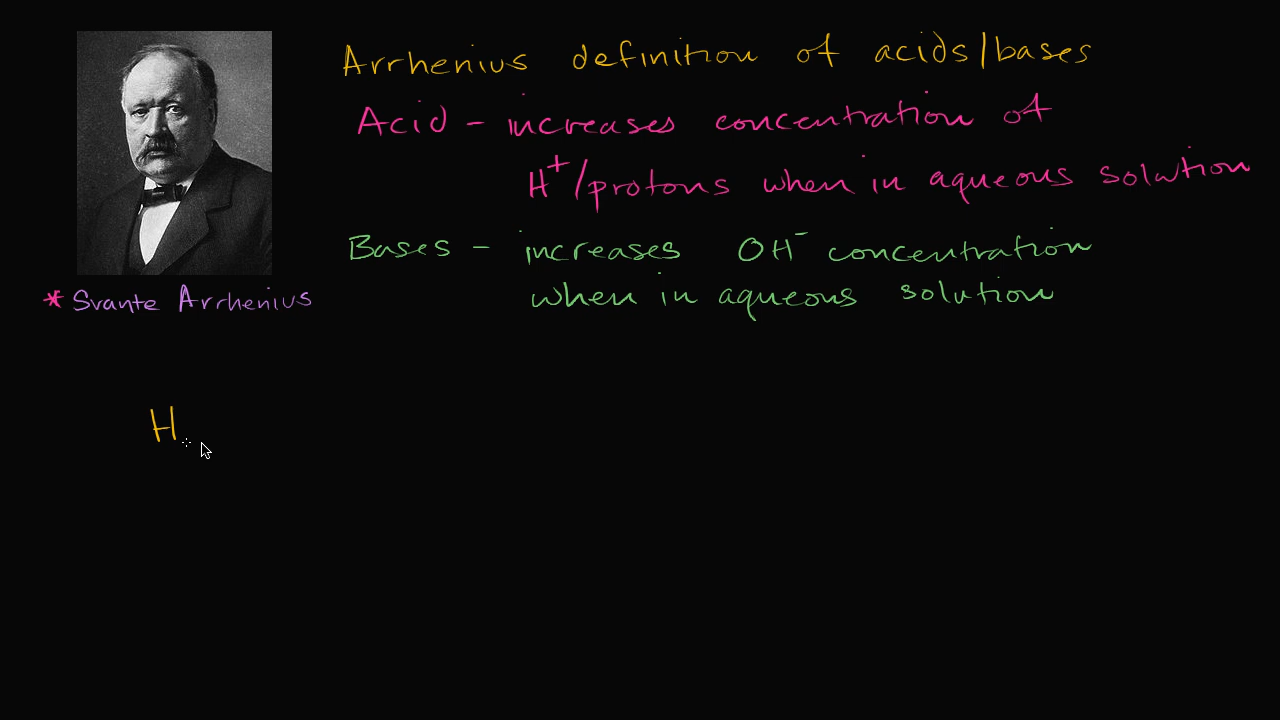 Arrhenius definition of acids/bases
Acid - increases concentration of
H⁺/protons when in aqueous solution
Bases - increases OH⁻ concentration
when in aqueous solution
* Svante Arrhenius
H